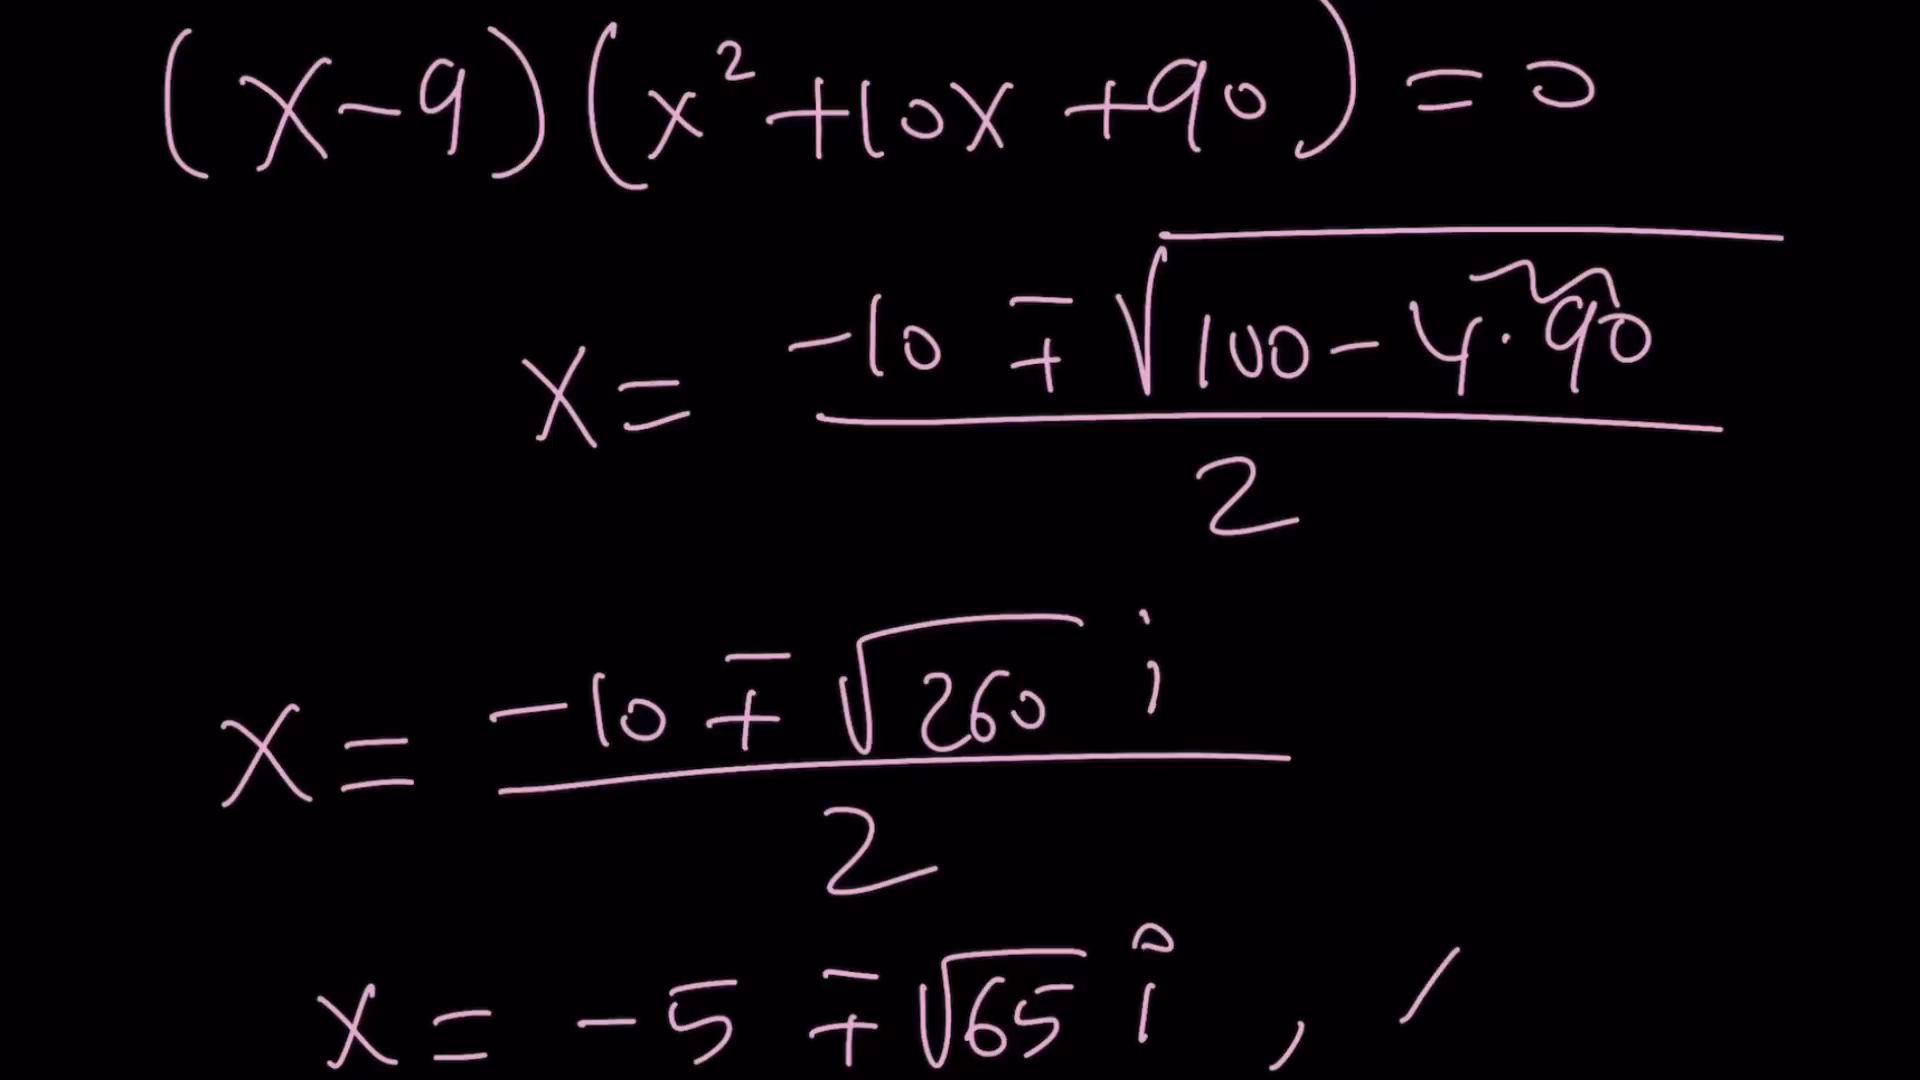 (x-9)(x²+10x+90)=0
x= (-10 ∓ √(100-4·90))/2
x= (-10 ∓ √260 i)/2
x= -5 ∓ √65 i ,